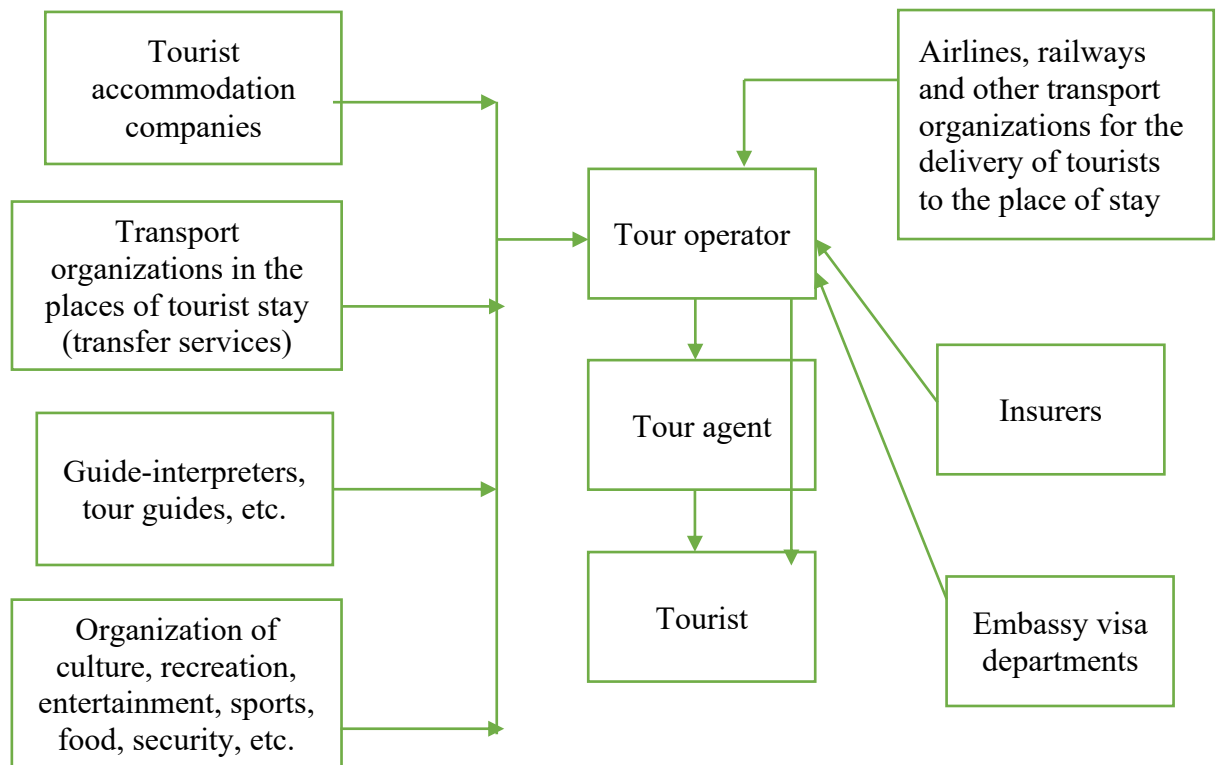 Tourist
accommodation
companies
Airlines, railways
and other transport
organizations for the
delivery of tourists
to the place of stay
Transport
organizations in the
places of tourist stay
(transfer services)
Tour operator
Tour agent
Insurers
Guide-interpreters,
tour guides, etc.
Tourist
Organization of
culture, recreation,
entertainment, sports,
food, security, etc.
Embassy visa
departments